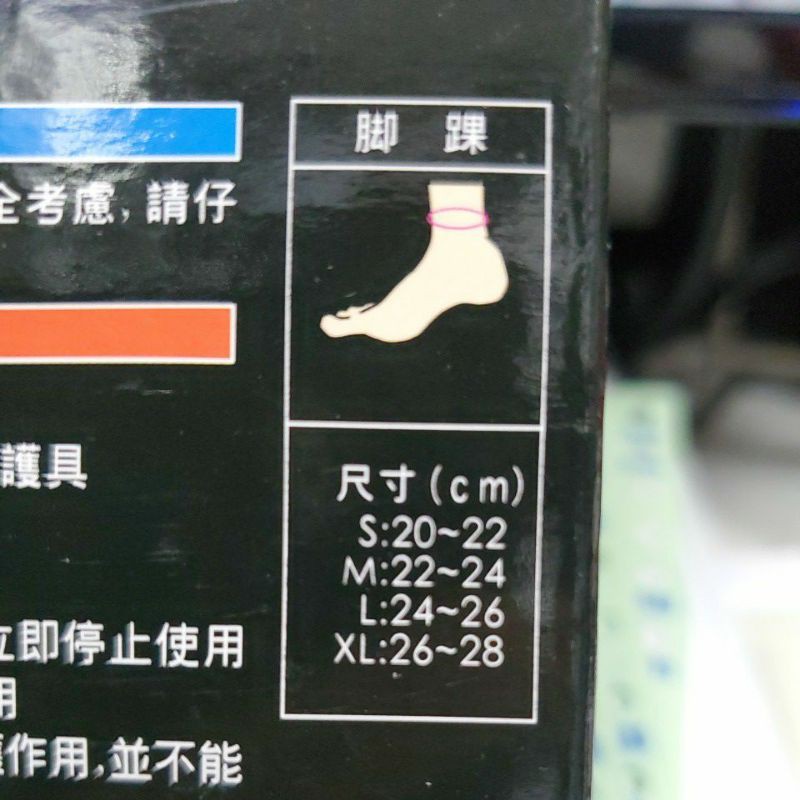 全考慮,請仔
護具
立即停止使用
用
作用,並不能
脚 踝
尺寸(cm)
S:20~22
M:22~24
L:24~26
XL:26~28